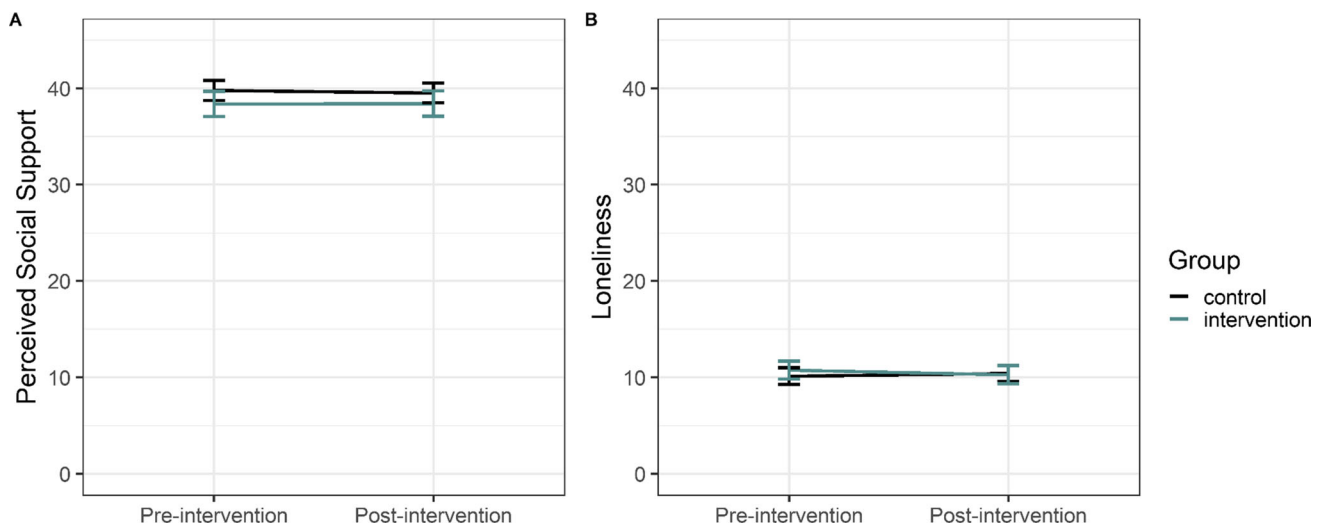 A
Perceived Social Support
40
30
20
10
0
Pre-intervention
Post-intervention
B
Loneliness
40
30
20
10
0
Pre-intervention
Post-intervention
Group
control
intervention